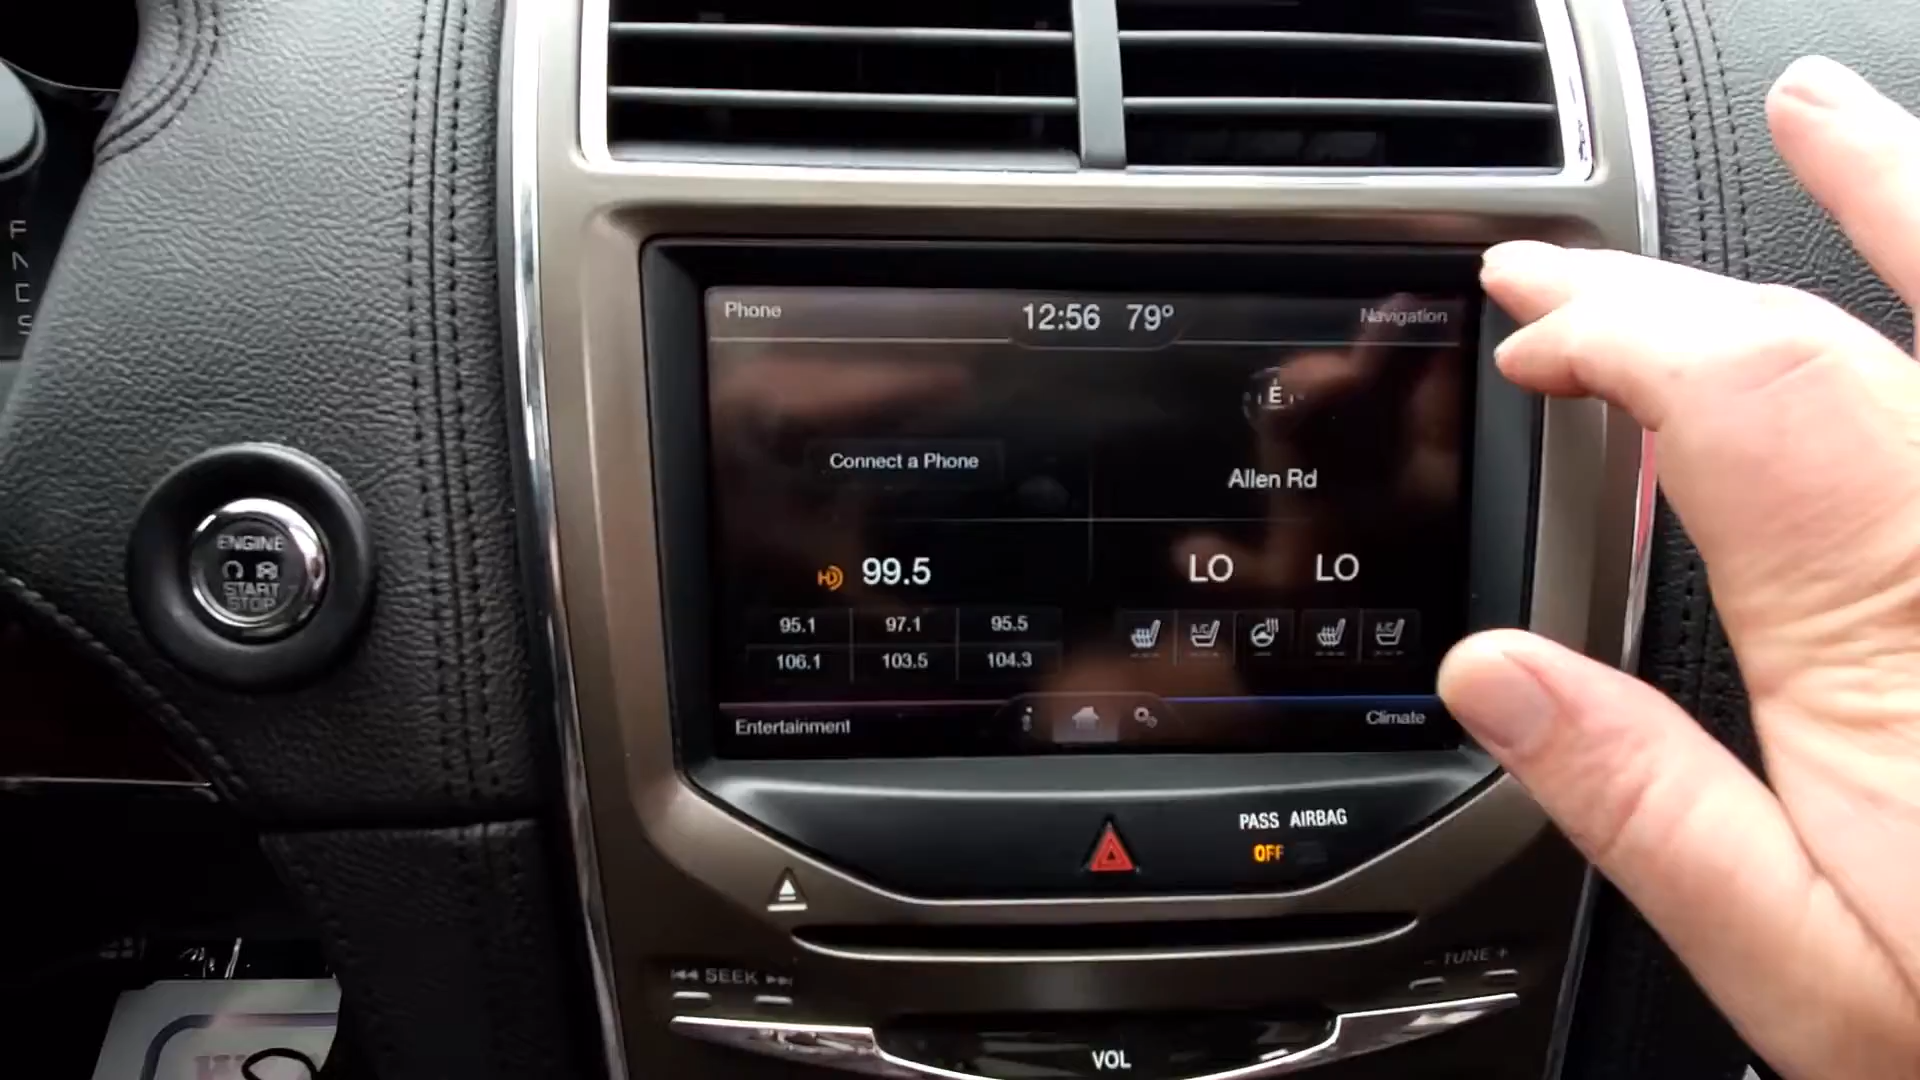 Phone
12:56 79°
Navigation
E
Connect a Phone
Allen Rd
HD 99.5
LO LO
95.1 97.1 95.5
106.1 103.5 104.3
A/C A/C
Entertainment
i
Climate
ENGINE
START
STOP
PASS AIRBAG
OFF
SEEK
- TUNE +
VOL